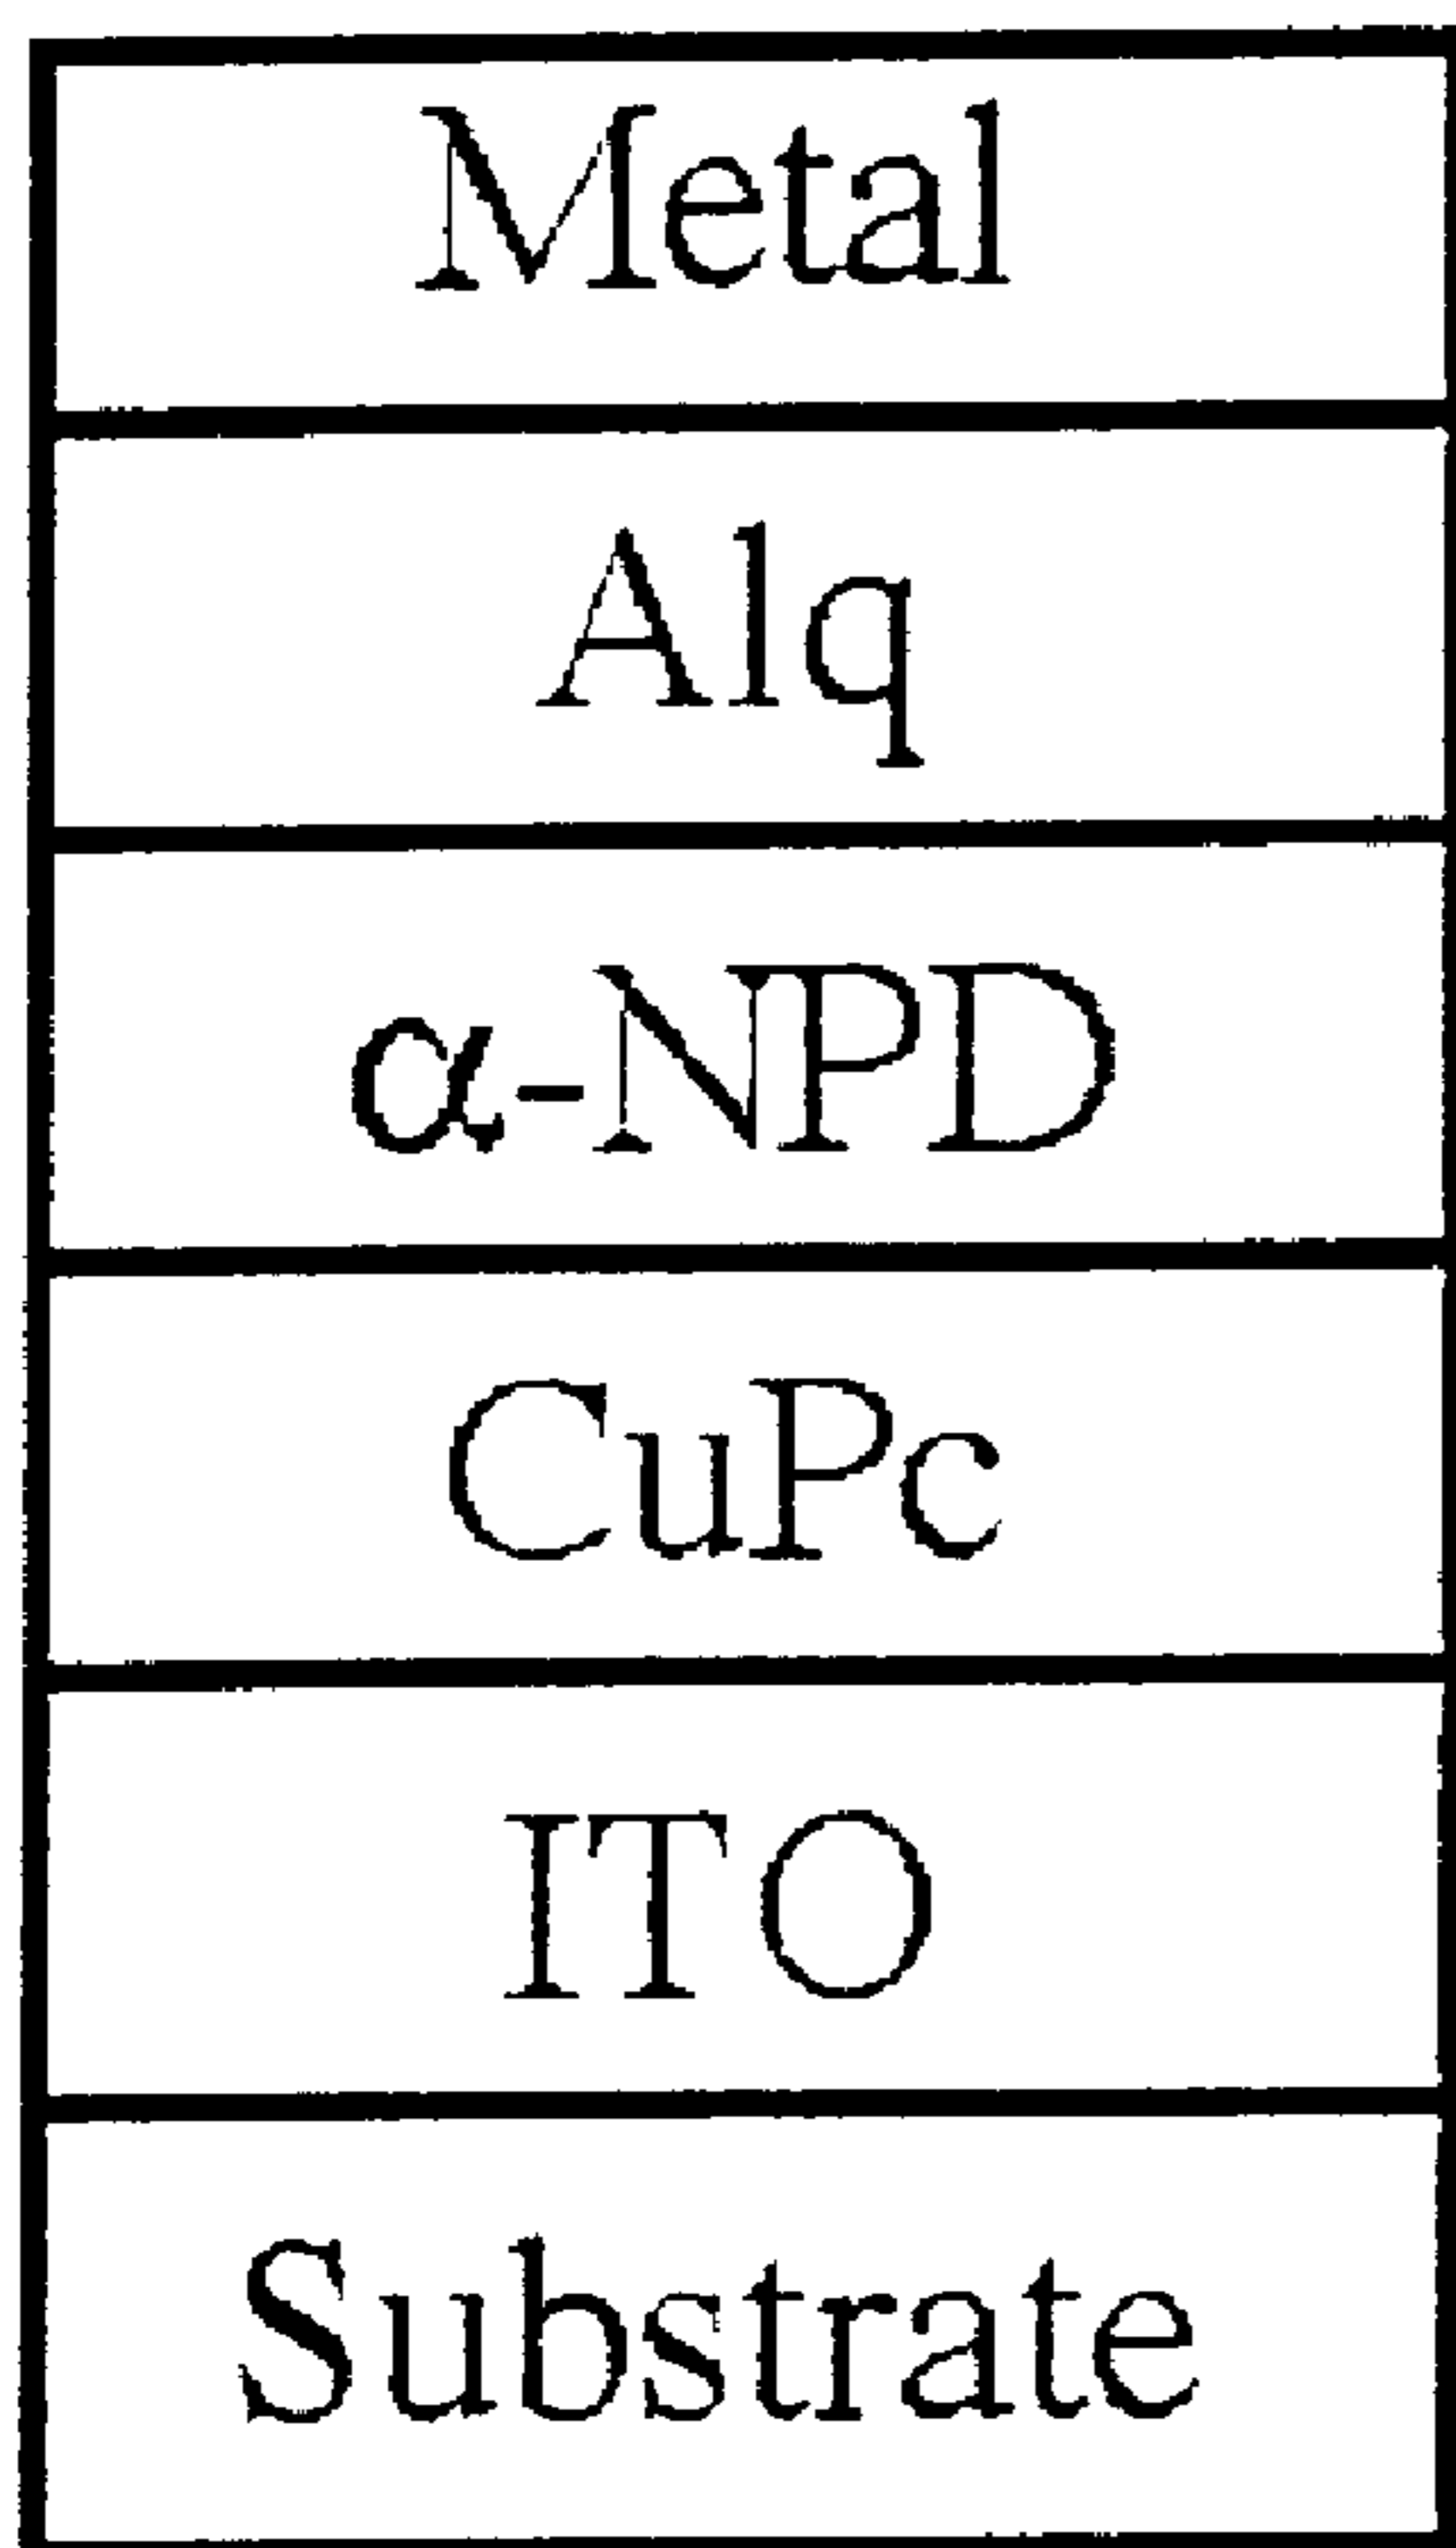 Metal
Alq
α-NPD
CuPc
ITO
Substrate